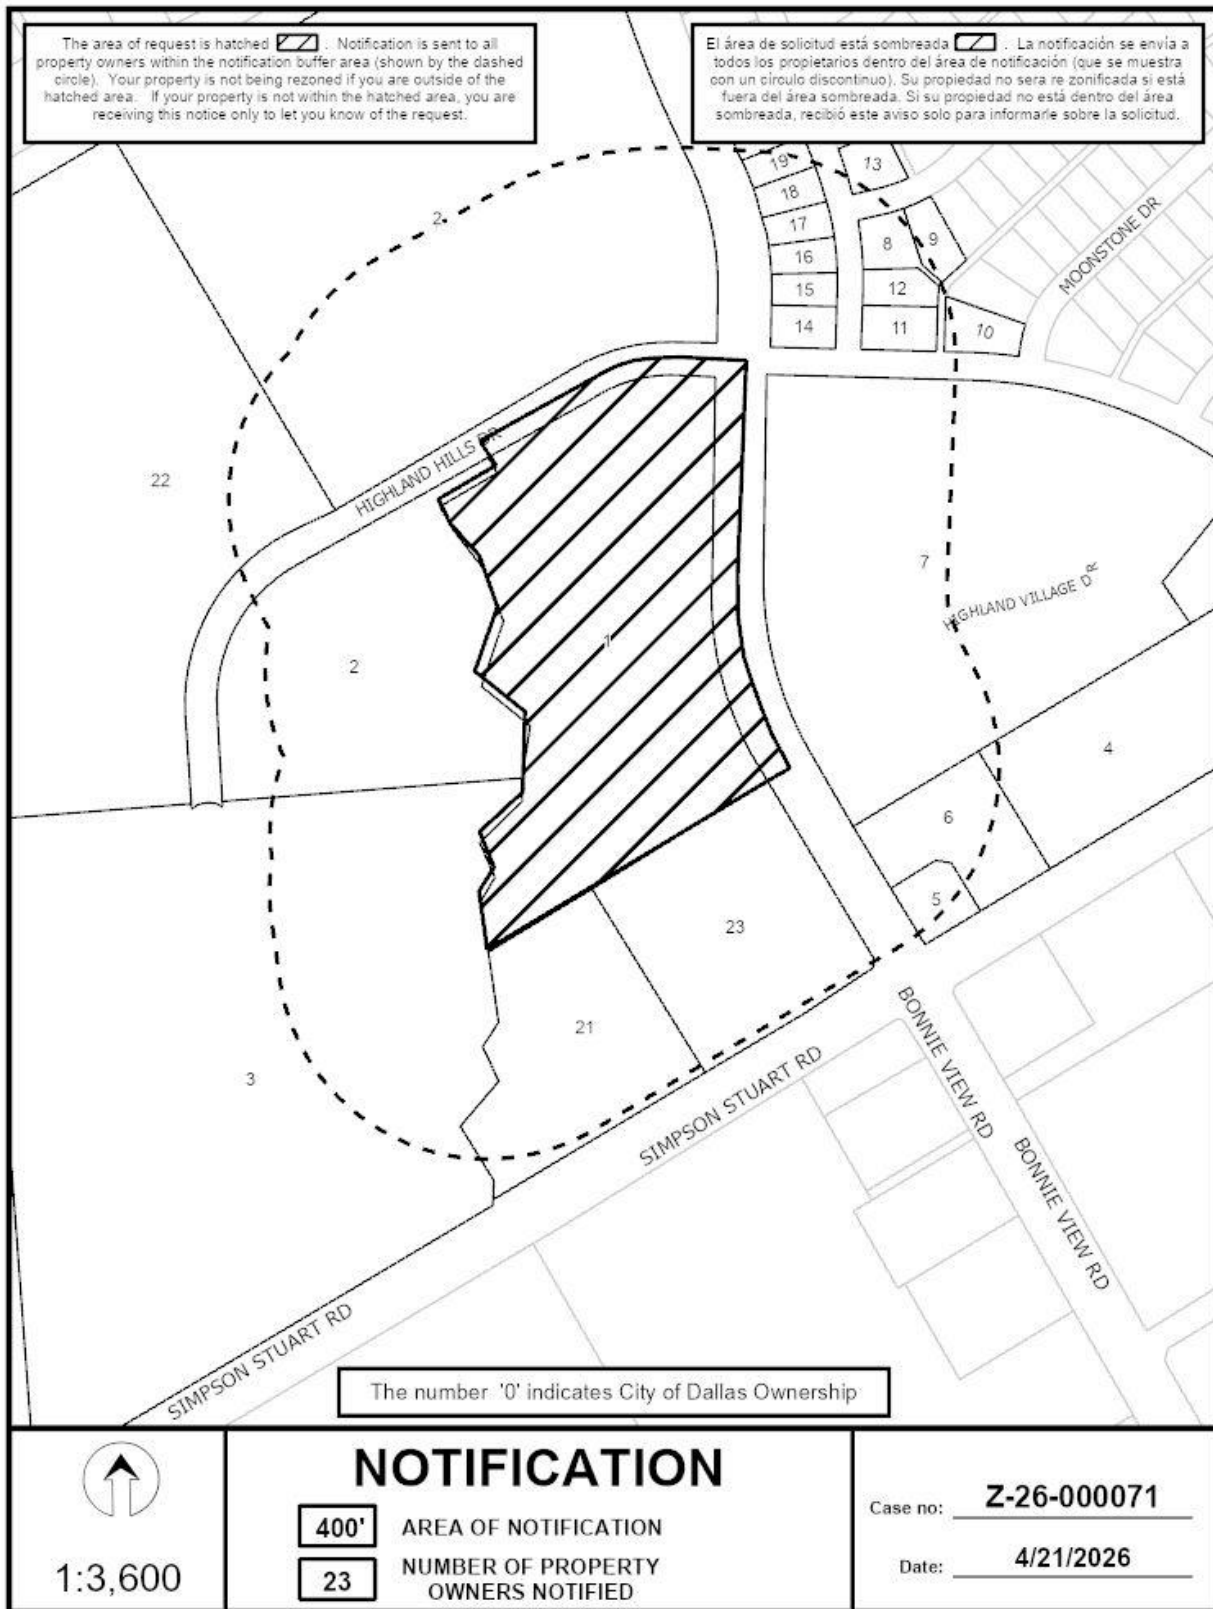 The area of request is hatched . Notification is sent to all
property owners within the notification buffer area (shown by the dashed
circle). Your property is not being rezoned if you are outside of the
hatched area. If your property is not within the hatched area, you are
receiving this notice only to let you know of the request.
El área de solicitud está sombreada . La notificación se envía a
todos los propietarios dentro del área de notificación (que se muestra
con un círculo discontinuo). Su propiedad no sera re zonificada si está
fuera del área sombreada. Si su propiedad no está dentro del área
sombreada, recibió este aviso solo para informarle sobre la solicitud.
19
13
18
2
17
8
9
16
MOONSTONE DR
15
12
14
11
10
HIGHLAND HILLS DR
22
7
HIGHLAND VILLAGE DR
1
2
4
6
5
23
21
BONNIE VIEW RD
3
SIMPSON STUART RD
BONNIE VIEW RD
SIMPSON STUART RD
The number '0' indicates City of Dallas Ownership
1:3,600
NOTIFICATION
400' AREA OF NOTIFICATION
23 NUMBER OF PROPERTY
OWNERS NOTIFIED
Case no: Z-26-000071
Date: 4/21/2026